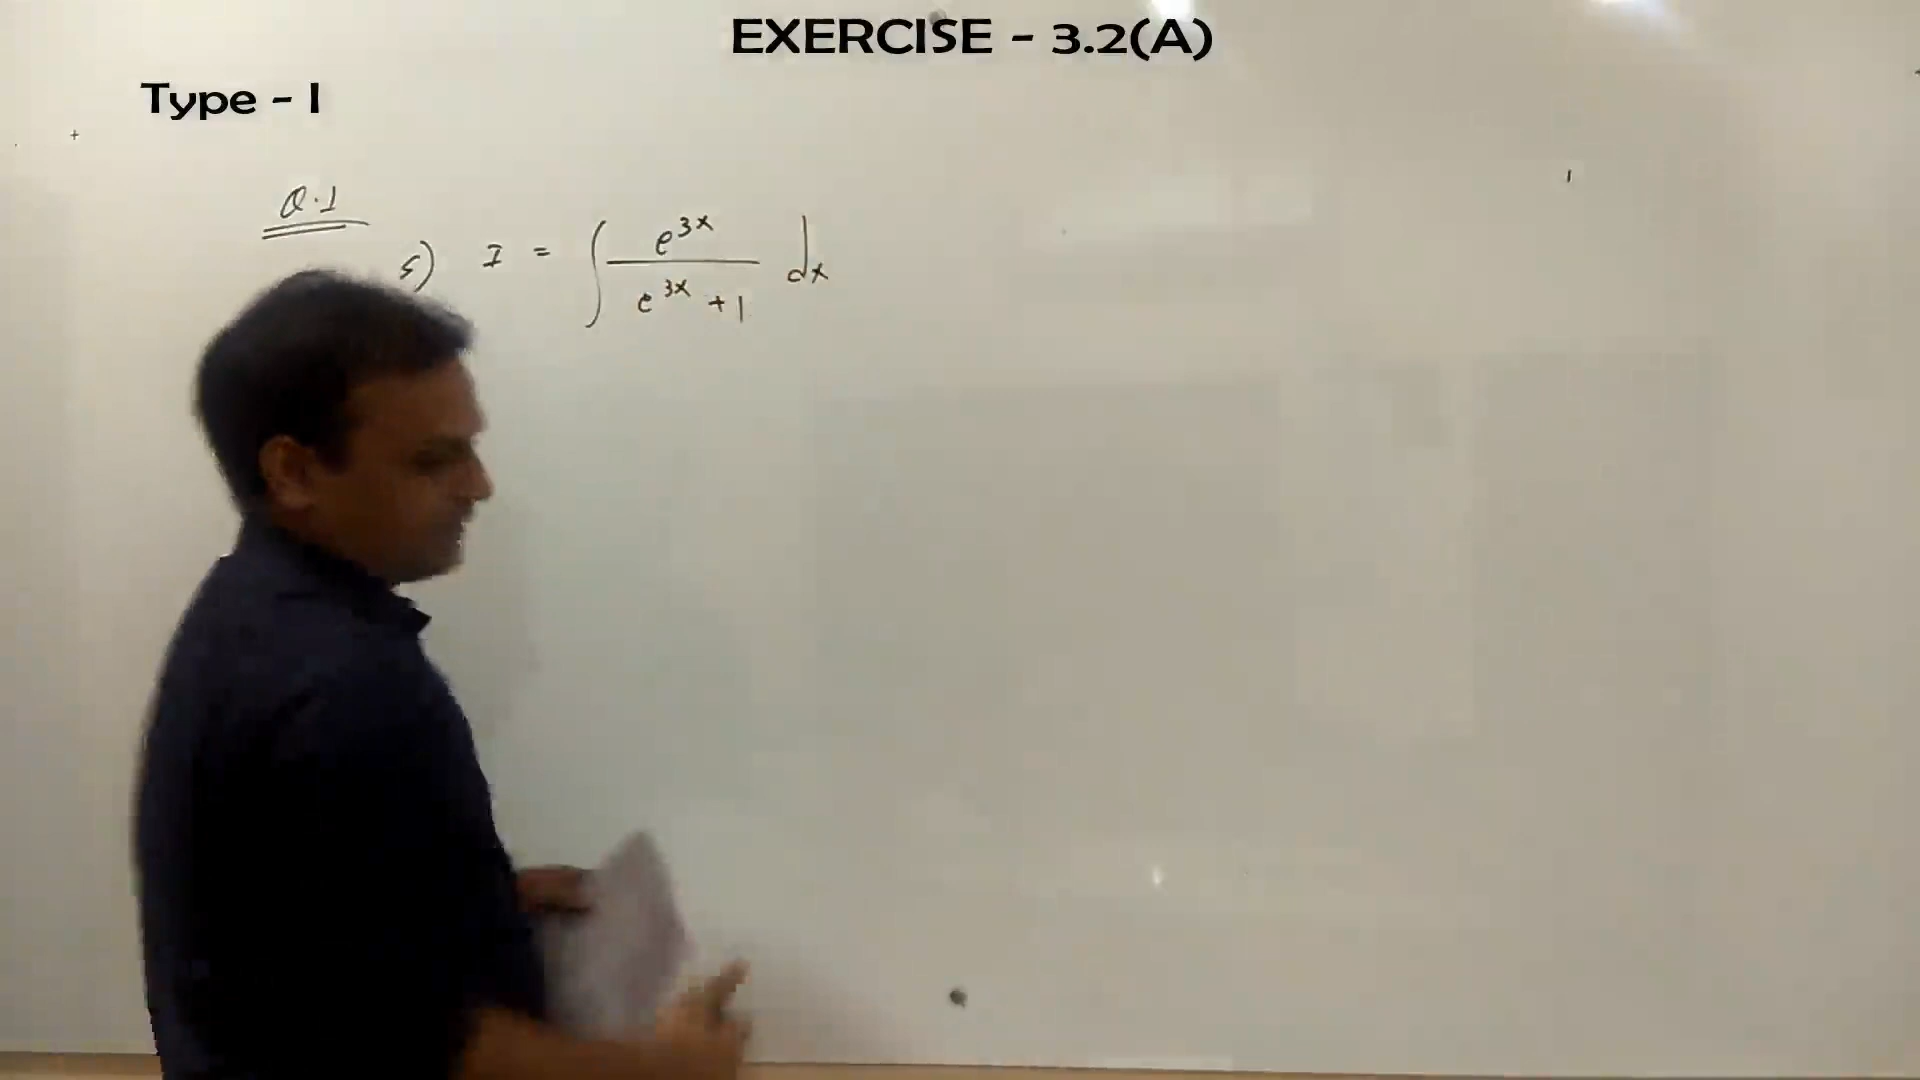 EXERCISE - 3.2(A)
Type - I
Q.1
5) I = ∫ e^{3x} / (e^{3x} + 1) dx